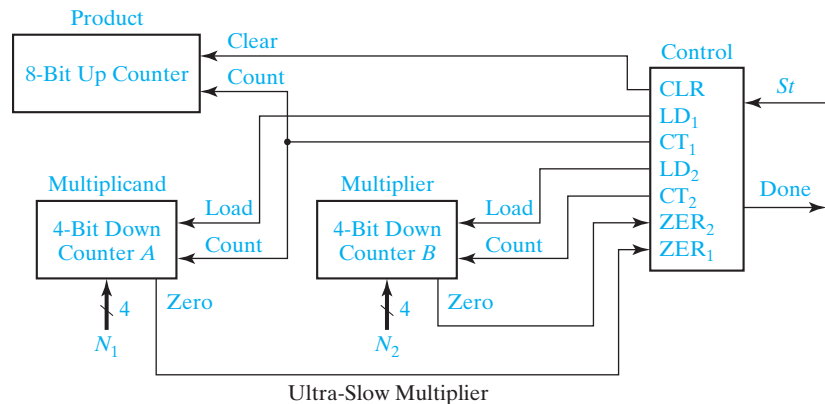 Product
8-Bit Up Counter
Clear
Count
Control
CLR
LD₁
CT₁
LD₂
CT₂
ZER₂
ZER₁
St
Done
Multiplicand
4-Bit Down
Counter A
Load
Count
Zero
4
N₁
Multiplier
4-Bit Down
Counter B
Load
Count
Zero
4
N₂
Ultra-Slow Multiplier